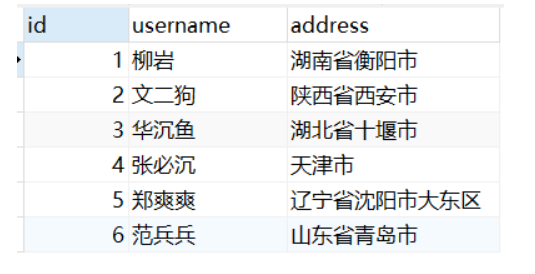 id username address
1 柳岩 湖南省衡阳市
2 文二狗 陕西省西安市
3 华沉鱼 湖北省十堰市
4 张必沉 天津市
5 郑爽爽 辽宁省沈阳市大东区
6 范兵兵 山东省青岛市